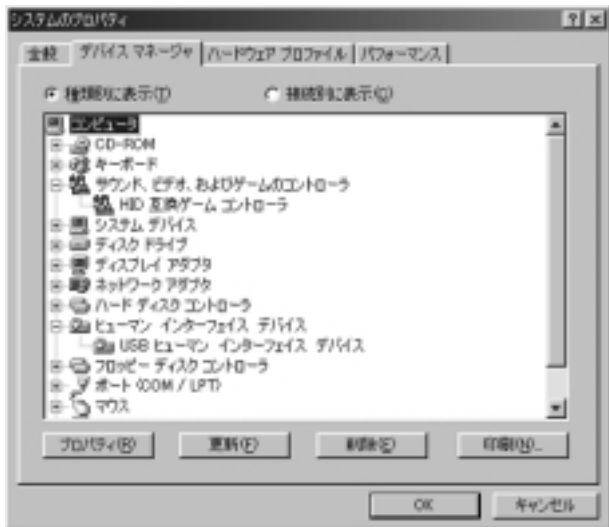 システムのプロパティ
全般 デバイス マネージャ ハードウェア プロファイル パフォーマンス
種類別に表示(T) 接続別に表示(C)
コンピュータ
CD-ROM
キーボード
サウンド、ビデオ、およびゲームのコントローラ
HID 互換ゲーム コントローラ
システム デバイス
ディスク ドライブ
ディスプレイ アダプタ
ネットワーク アダプタ
ハード ディスク コントローラ
ヒューマン インターフェイス デバイス
USB ヒューマン インターフェイス デバイス
フロッピー ディスク コントローラ
ポート (COM / LPT)
マウス
プロパティ(R) 更新(F) 削除(E) 印刷(N)...
OK キャンセル